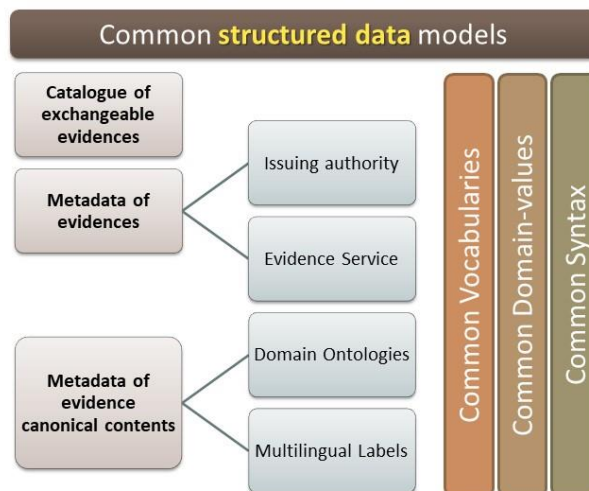 Common structured data models
Catalogue of
exchangeable
evidences
Metadata of
evidences
Issuing authority
Evidence Service
Metadata of
evidence
canonical contents
Domain Ontologies
Multilingual Labels
Common Vocabularies
Common Domain-values
Common Syntax